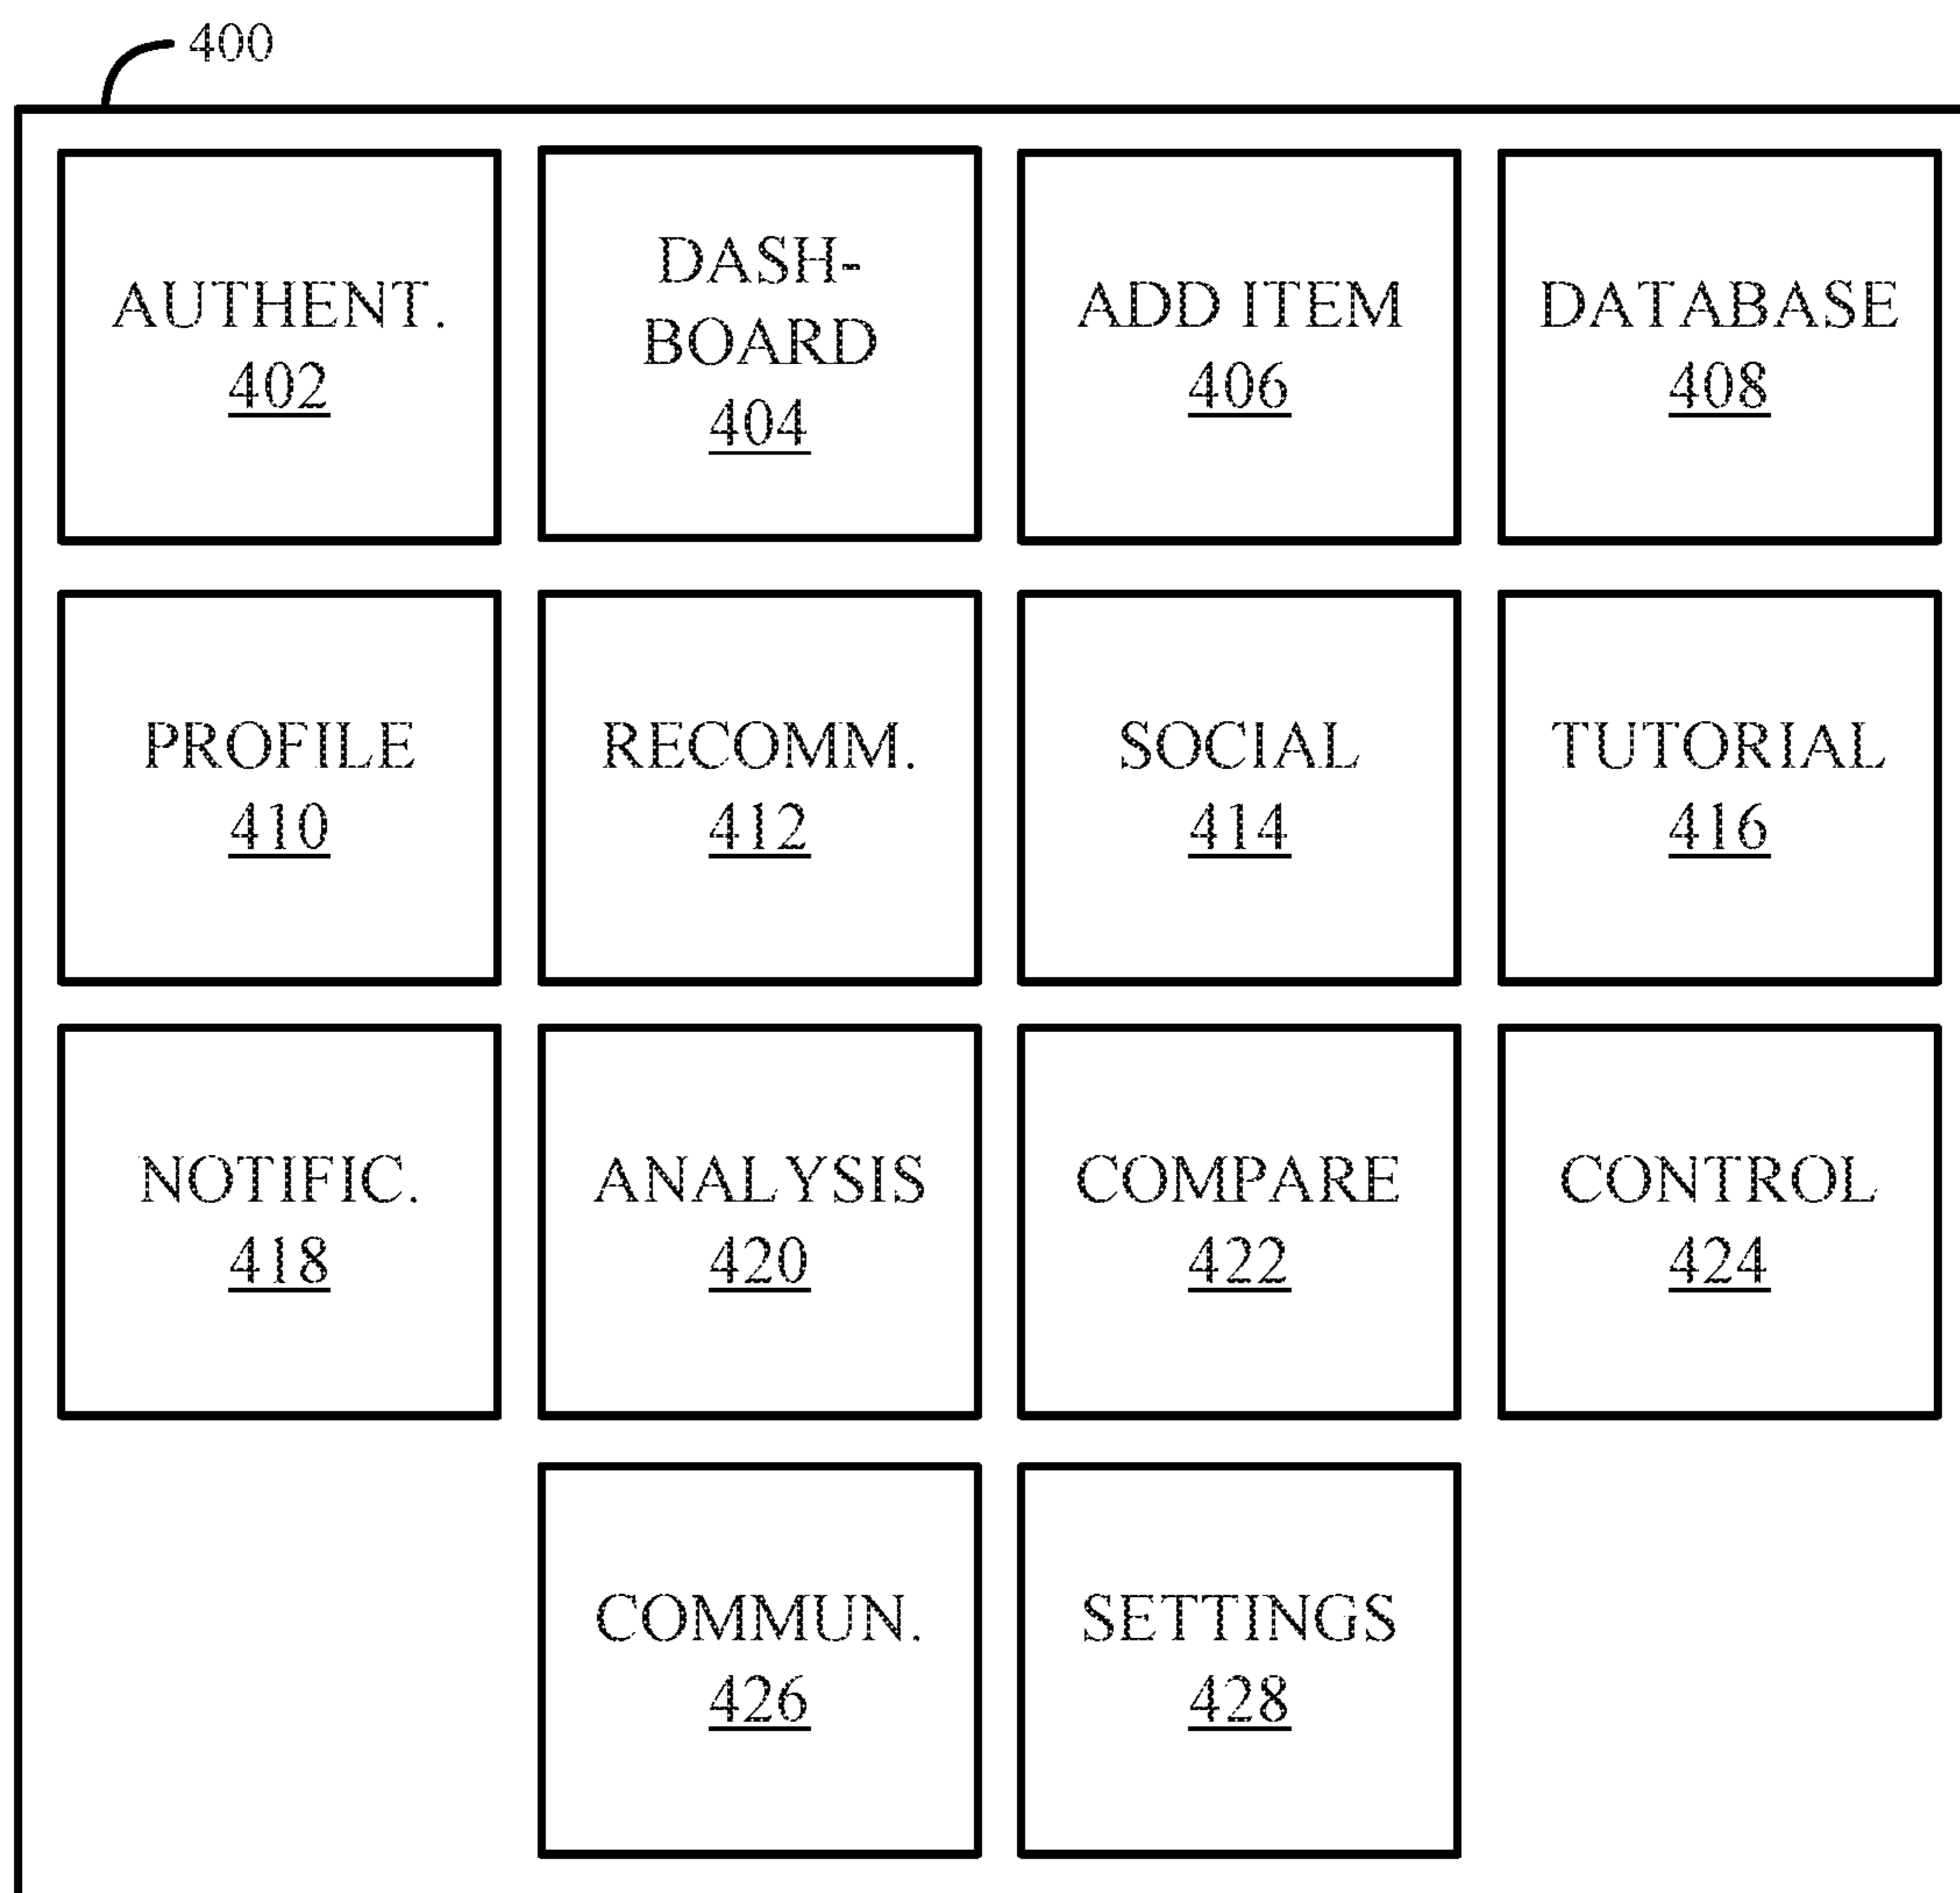 400
AUTHENT.
402
DASH-
BOARD
404
ADD ITEM
406
DATABASE
408
PROFILE
410
RECOMM.
412
SOCIAL
414
TUTORIAL
416
NOTIFIC.
418
ANALYSIS
420
COMPARE
422
CONTROL
424
COMMUN.
426
SETTINGS
428